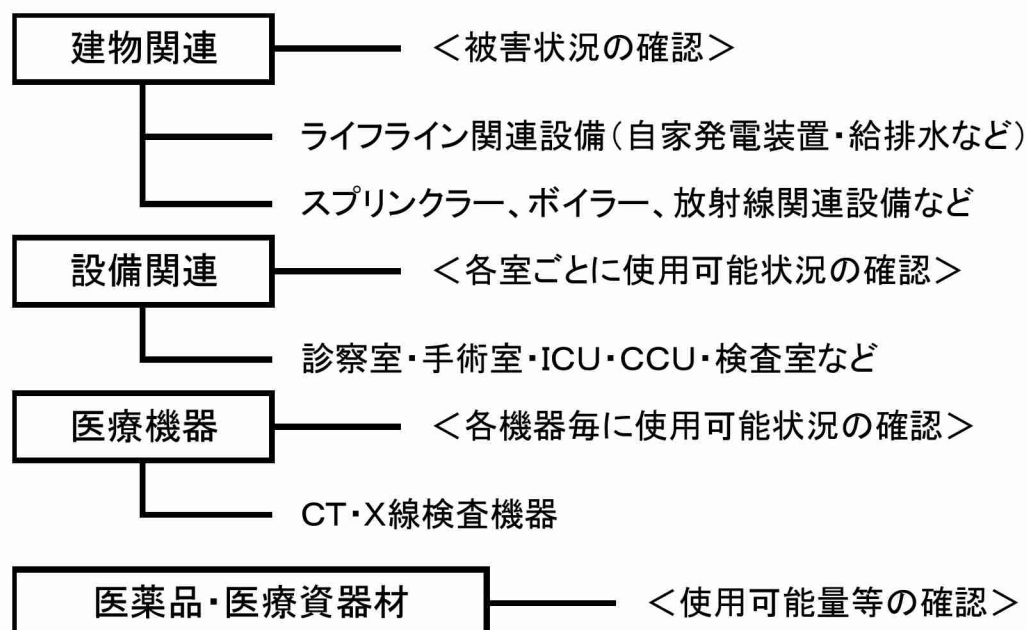 建物関連 <被害状況の確認>
ライフライン関連設備(自家発電装置・給排水など)
スプリンクラー、ボイラー、放射線関連設備など
設備関連 <各室ごとに使用可能状況の確認>
診察室・手術室・ICU・CCU・検査室など
医療機器 <各機器毎に使用可能状況の確認>
CT・X線検査機器
医薬品・医療資器材 <使用可能量等の確認>